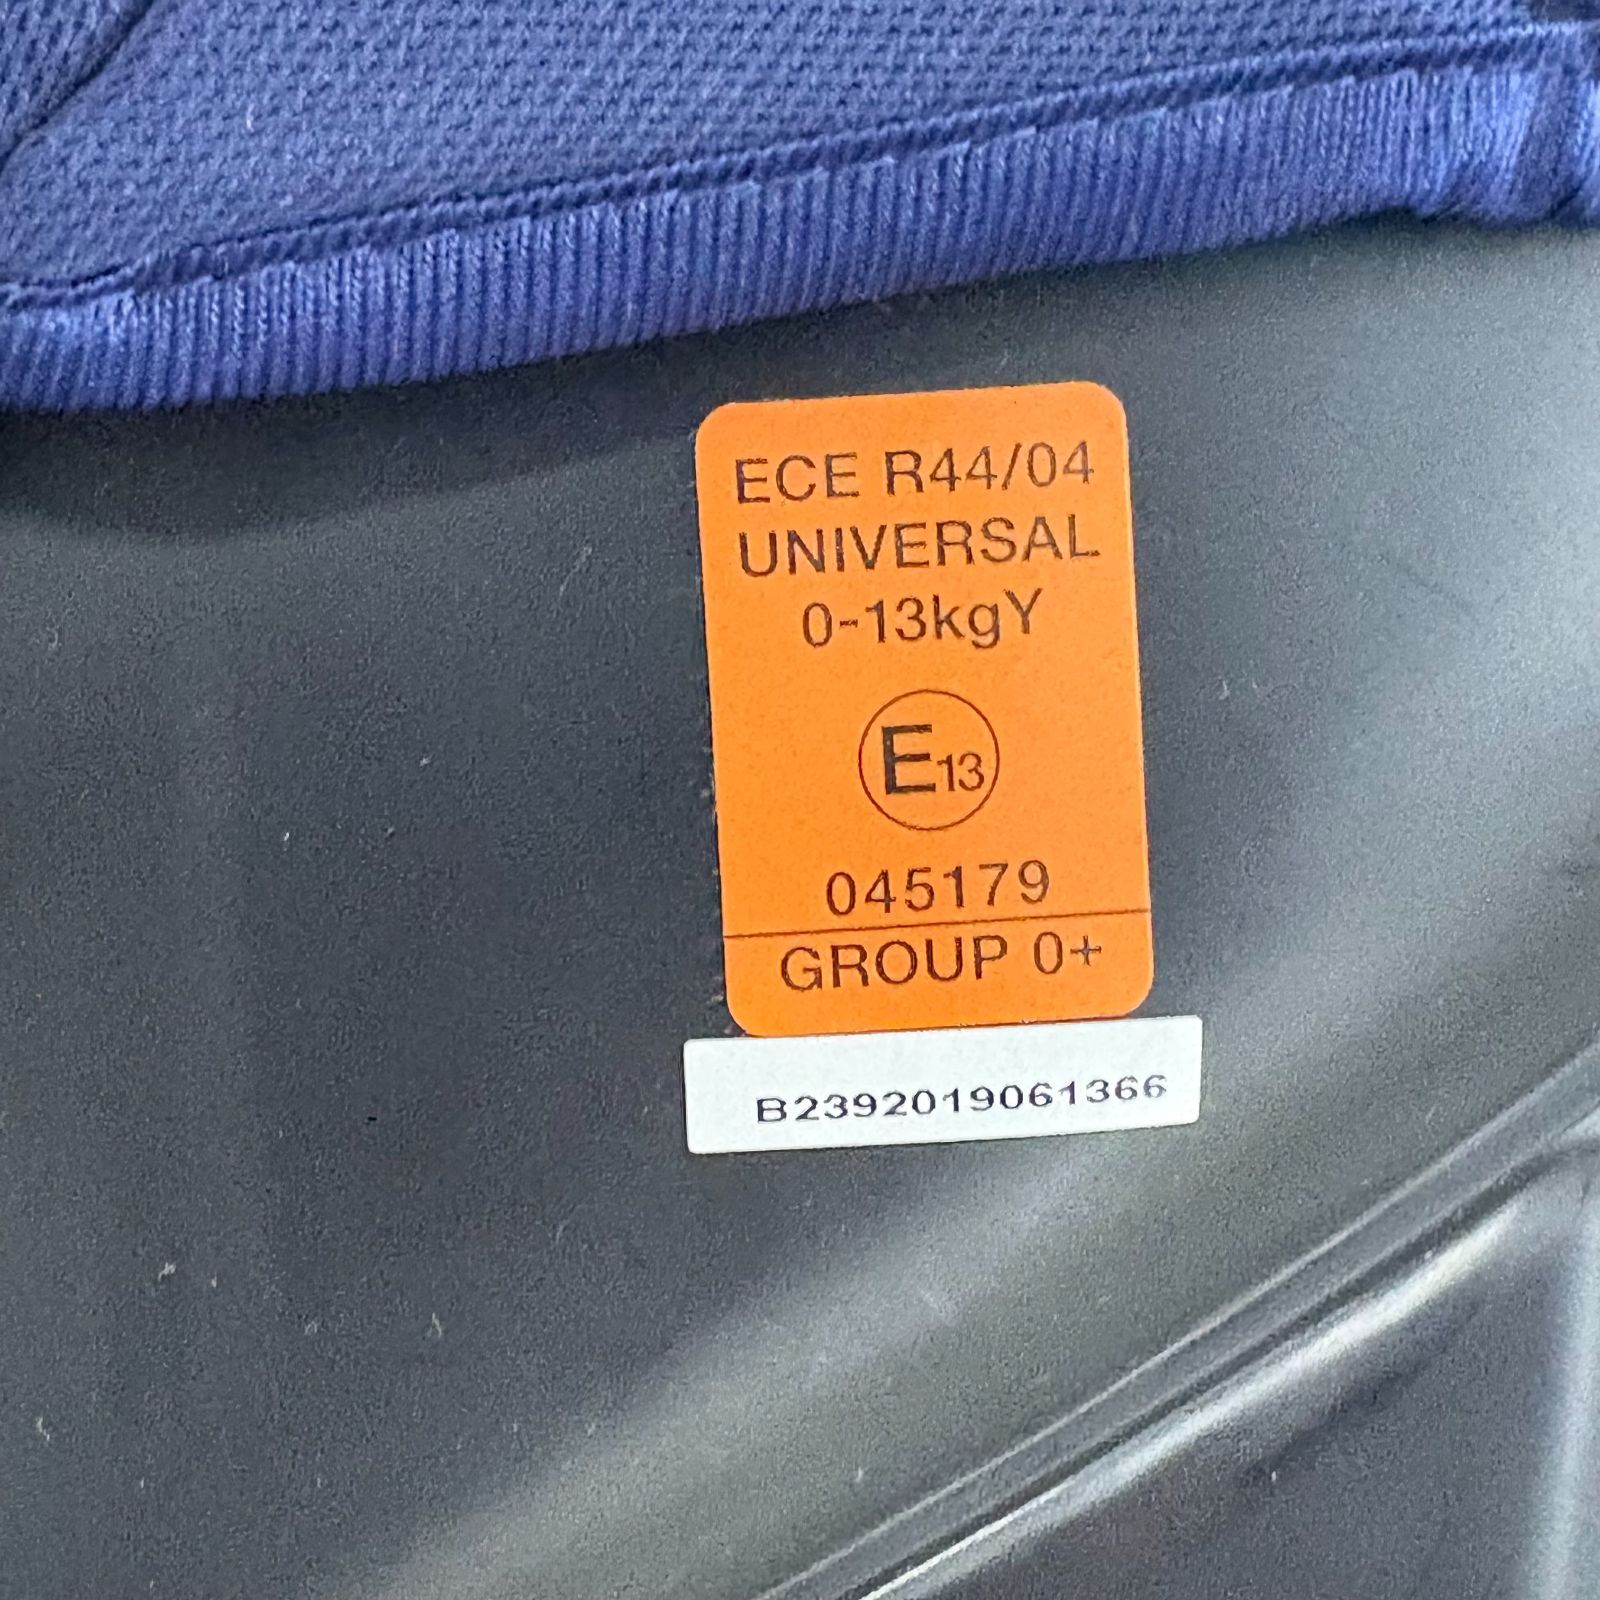 ECE R44/04
UNIVERSAL
0-13kgY
E13
045179
GROUP 0+
B2392019061366